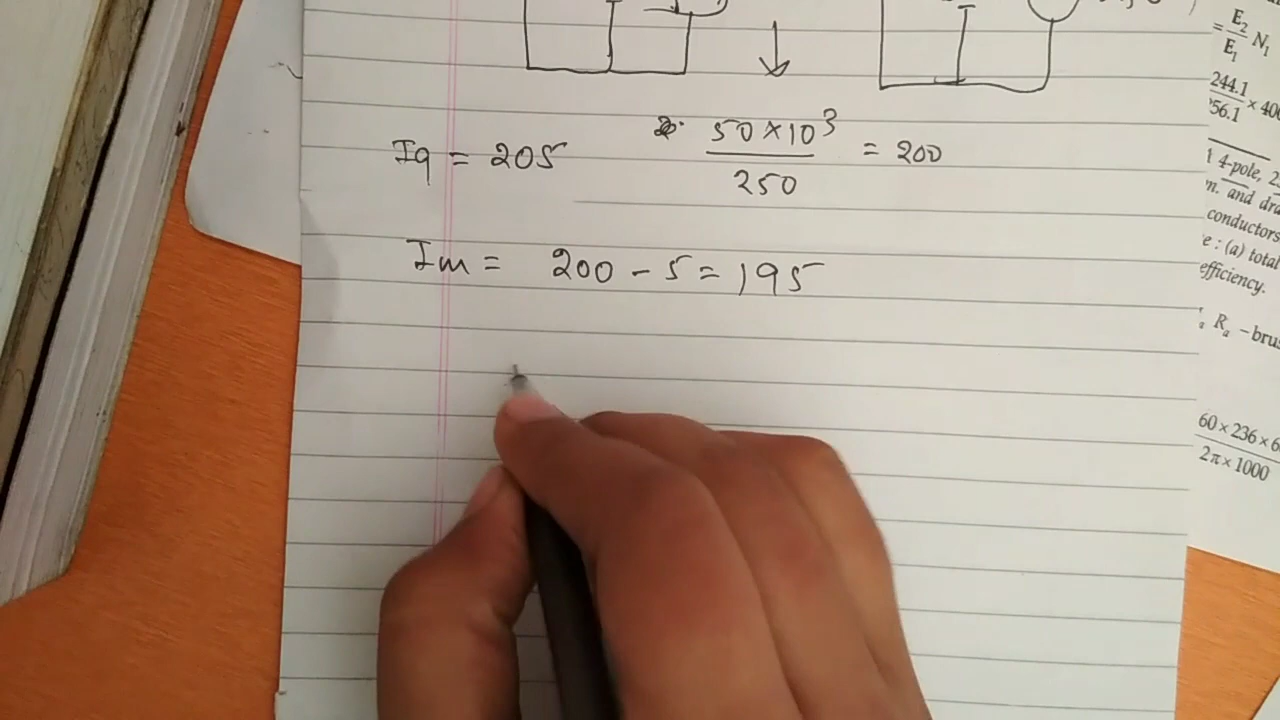 Ig = 205
50 × 10³ / 250 = 200
Im = 200 - 5 = 195
= E₂/E₁ N₁
244.1
56.1 × 40
4-pole, 2
m. and dra
conductors
e : (a) total
efficiency.
Rₐ – brus
60 × 236 × 6
2π × 1000